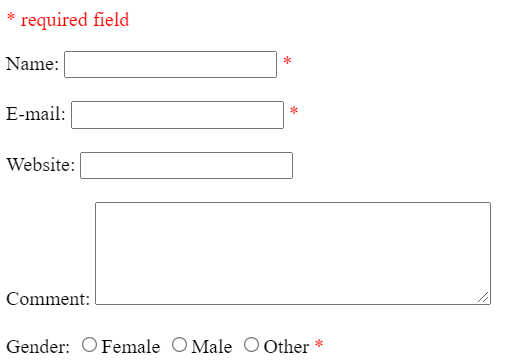 * required field
Name: *
E-mail: *
Website:
Comment:
Gender: Female Male Other *